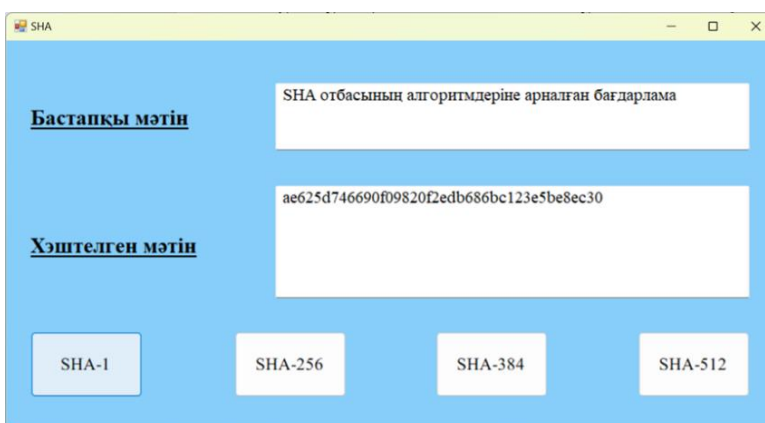 SHA
Бастапқы мәтін
SHA отбасының алгоритмдеріне арналған бағдарлама
Хэштелген мәтін
ae625d746690f09820f2edb686bc123e5be8ec30
SHA-1
SHA-256
SHA-384
SHA-512